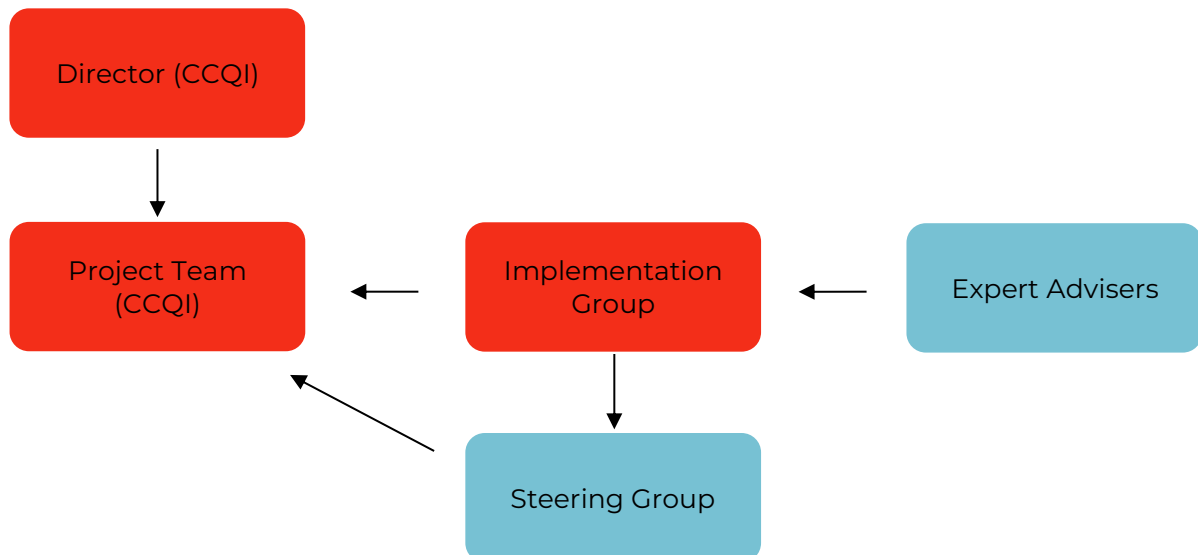 Director (CCQI)
Project Team
(CCQI)
Implementation
Group
Expert Advisers
Steering Group